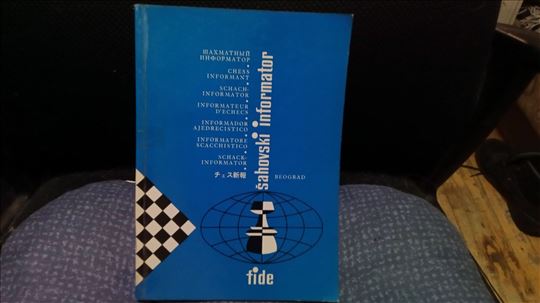 ШАХМАТНЫЙ
ИНФОРМАТОР
CHESS
INFORMANT
SCHACH-
INFORMATOR
INFORMATEUR
D'ECHECS
INFORMADOR
AJEDRECISTICO
INFORMATORE
SCACCHISTICO
SCHACK-
INFORMATOR
チェス新報
BEOGRAD
šahovski informator
fide